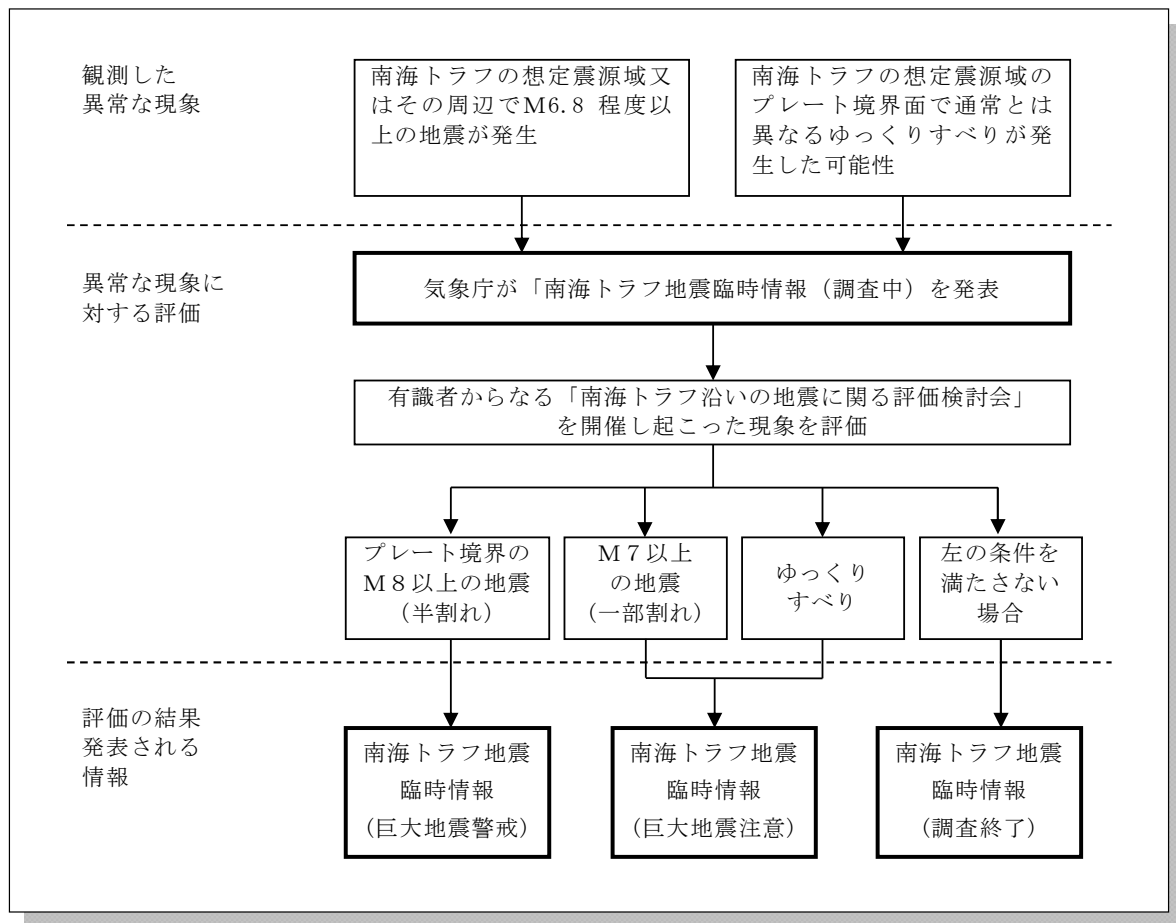 観測した
異常な現象
南海トラフの想定震源域又
はその周辺でM6.8 程度以
上の地震が発生
南海トラフの想定震源域の
プレート境界面で通常とは
異なるゆっくりすべりが発
生した可能性
異常な現象に
対する評価
気象庁が「南海トラフ地震臨時情報（調査中）を発表
有識者からなる「南海トラフ沿いの地震に関る評価検討会」
を開催し起こった現象を評価
プレート境界の
M８以上の地震
（半割れ）
M７以上
の地震
(一部割れ)
ゆっくり
すべり
左の条件を
満たさない
場合
評価の結果
発表される
情報
南海トラフ地震
臨時情報
(巨大地震警戒)
南海トラフ地震
臨時情報
(巨大地震注意)
南海トラフ地震
臨時情報
(調査終了)